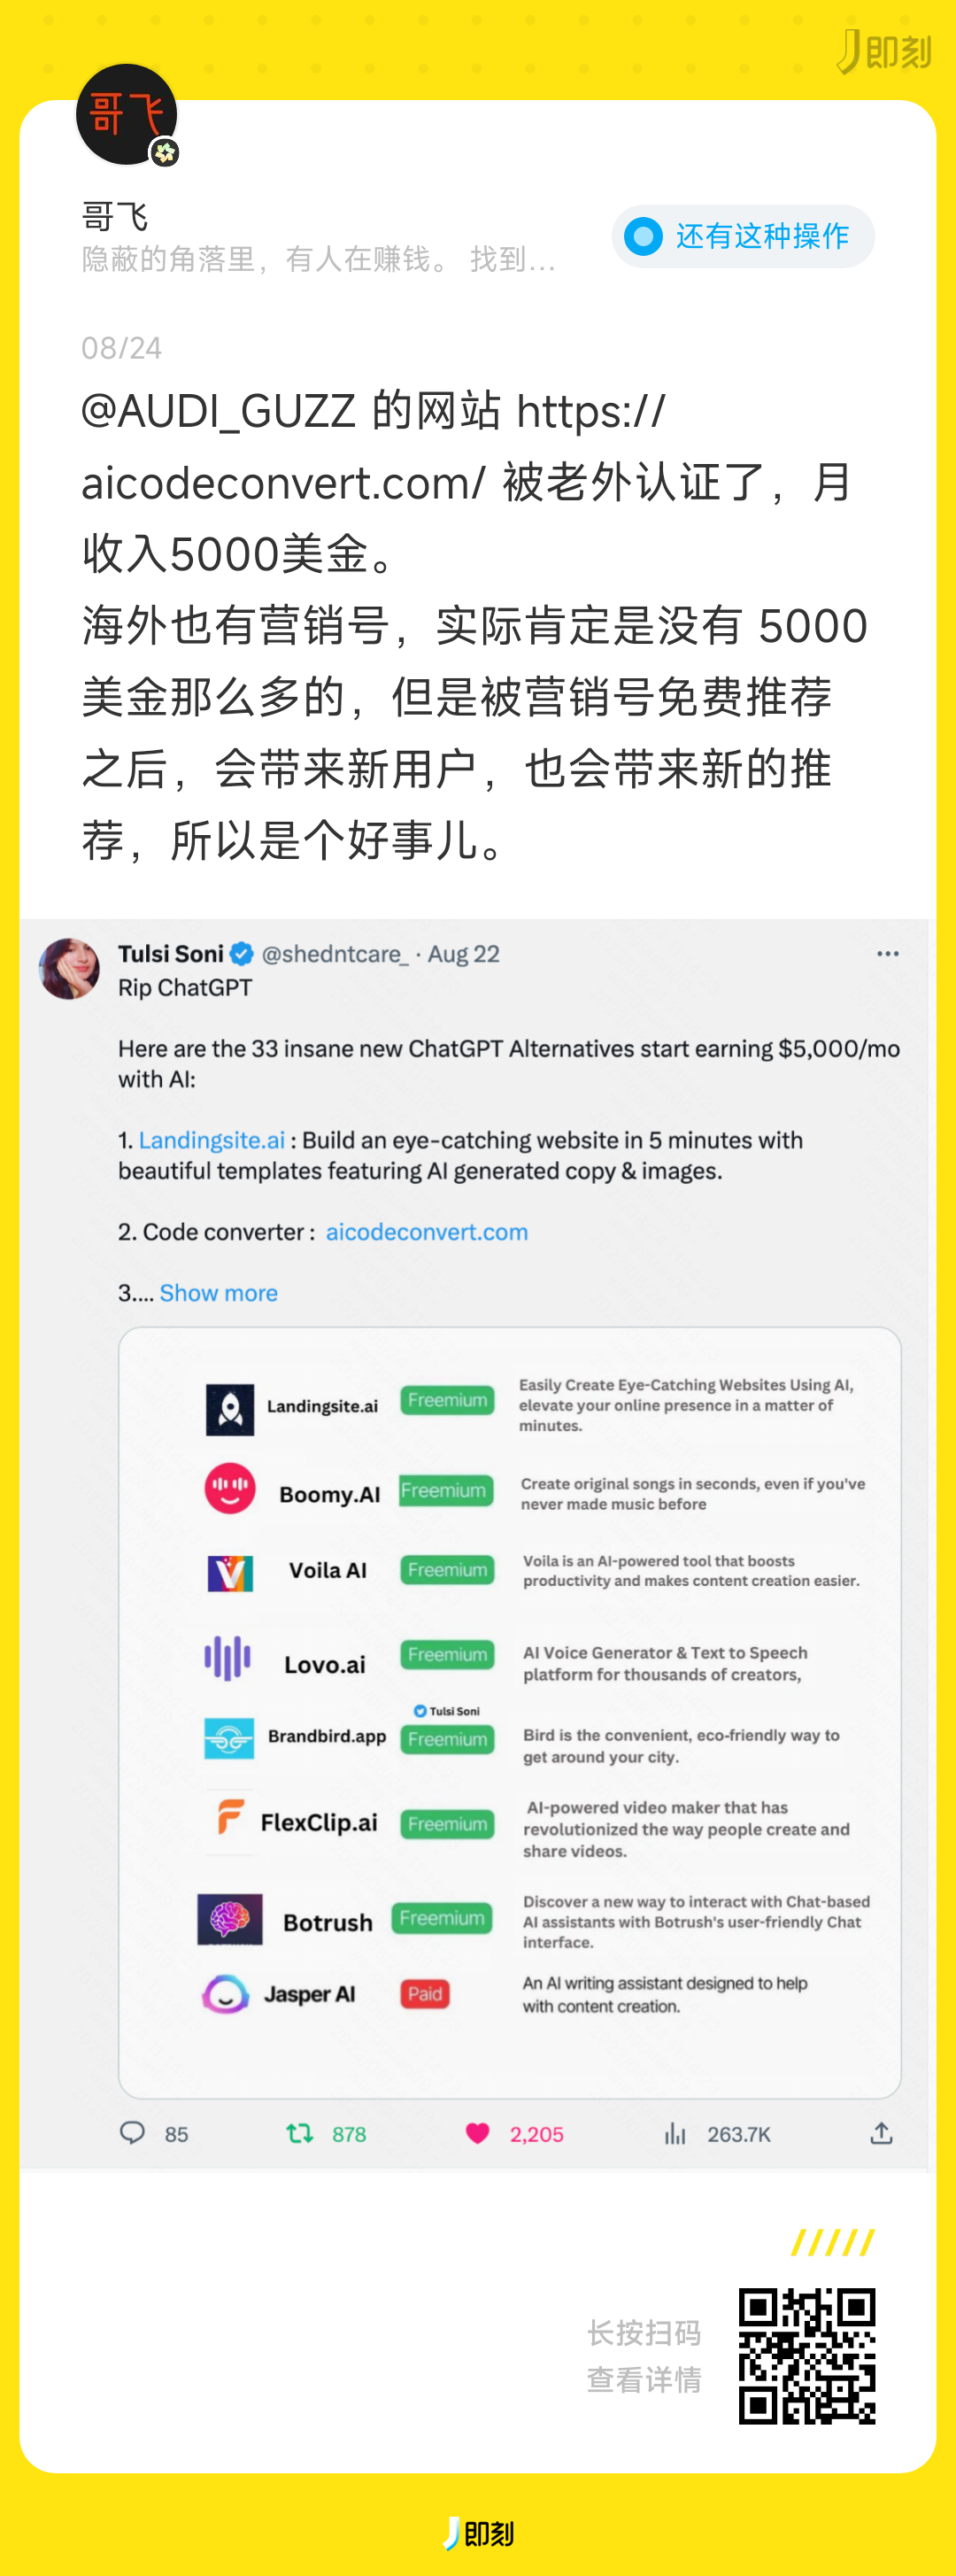 即刻
哥飞
哥飞
隐蔽的角落里，有人在赚钱。 找到...
还有这种操作
08/24
@AUDI_GUZZ 的网站 https://
aicodeconvert.com/ 被老外认证了，月
收入5000美金。
海外也有营销号，实际肯定是没有 5000
美金那么多的，但是被营销号免费推荐
之后，会带来新用户，也会带来新的推
荐，所以是个好事儿。
Tulsi Soni @shedntcare_ · Aug 22
Rip ChatGPT
Here are the 33 insane new ChatGPT Alternatives start earning $5,000/mo
with AI:
1. Landingsite.ai : Build an eye-catching website in 5 minutes with
beautiful templates featuring AI generated copy & images.
2. Code converter : aicodeconvert.com
3.... Show more
Landingsite.ai Freemium
Easily Create Eye-Catching Websites Using AI,
elevate your online presence in a matter of
minutes.
Boomy.AI Freemium
Create original songs in seconds, even if you've
never made music before
Voila AI Freemium
Voila is an AI-powered tool that boosts
productivity and makes content creation easier.
Lovo.ai Freemium
AI Voice Generator & Text to Speech
platform for thousands of creators,
Tulsi Soni
Brandbird.app Freemium
Bird is the convenient, eco-friendly way to
get around your city.
FlexClip.ai Freemium
AI-powered video maker that has
revolutionized the way people create and
share videos.
Botrush Freemium
Discover a new way to interact with Chat-based
AI assistants with Botrush's user-friendly Chat
interface.
Jasper AI Paid
An AI writing assistant designed to help
with content creation.
85 878 2,205 263.7K
长按扫码
查看详情
即刻